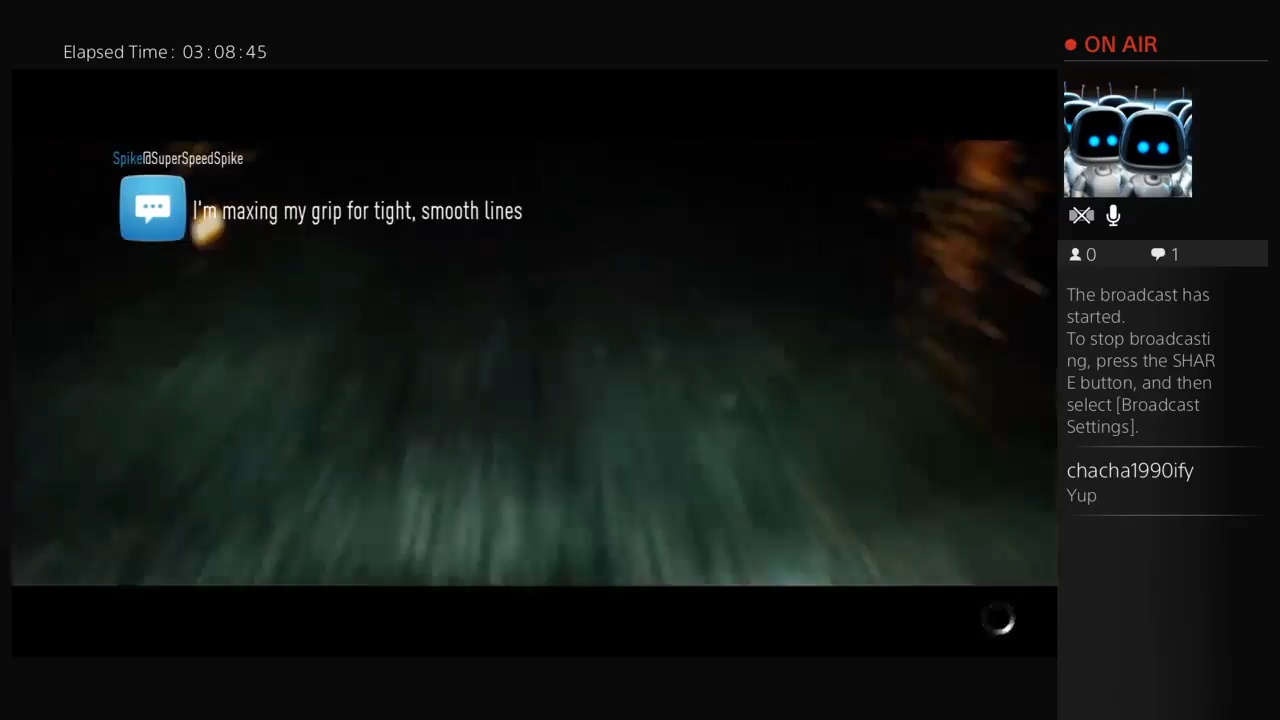 Elapsed Time: 03:08:45
ON AIR
Spike@SuperSpeedSpike
I'm maxing my grip for tight, smooth lines
0 1
The broadcast has
started.
To stop broadcasti
ng, press the SHAR
E button, and then
select [Broadcast
Settings].
chacha1990ify
Yup